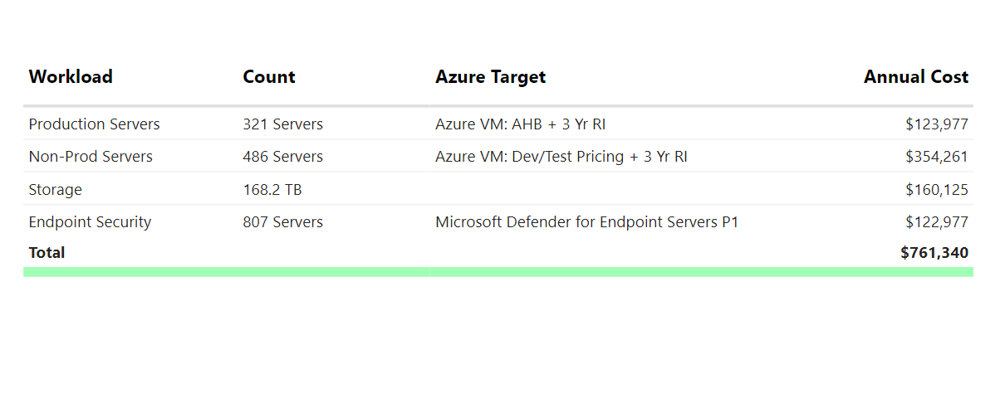 Workload Count Azure Target Annual Cost
Production Servers 321 Servers Azure VM: AHB + 3 Yr RI $123,977
Non-Prod Servers 486 Servers Azure VM: Dev/Test Pricing + 3 Yr RI $354,261
Storage 168.2 TB $160,125
Endpoint Security 807 Servers Microsoft Defender for Endpoint Servers P1 $122,977
Total $761,340